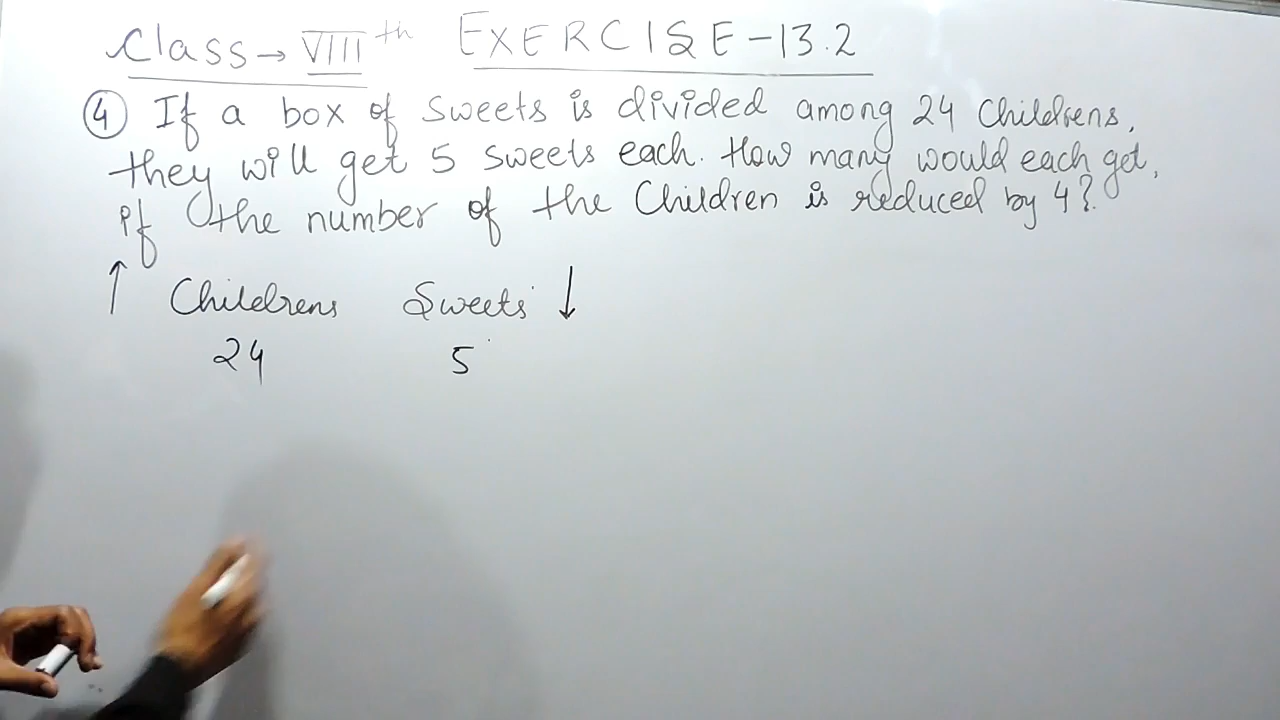 Class → VIIIth EXERCISE-13.2
④ If a box of sweets is divided among 24 Childrens,
they will get 5 sweets each. How many would each get,
if the number of the Children is reduced by 4?
↑ Childrens Sweets ↓
24 5